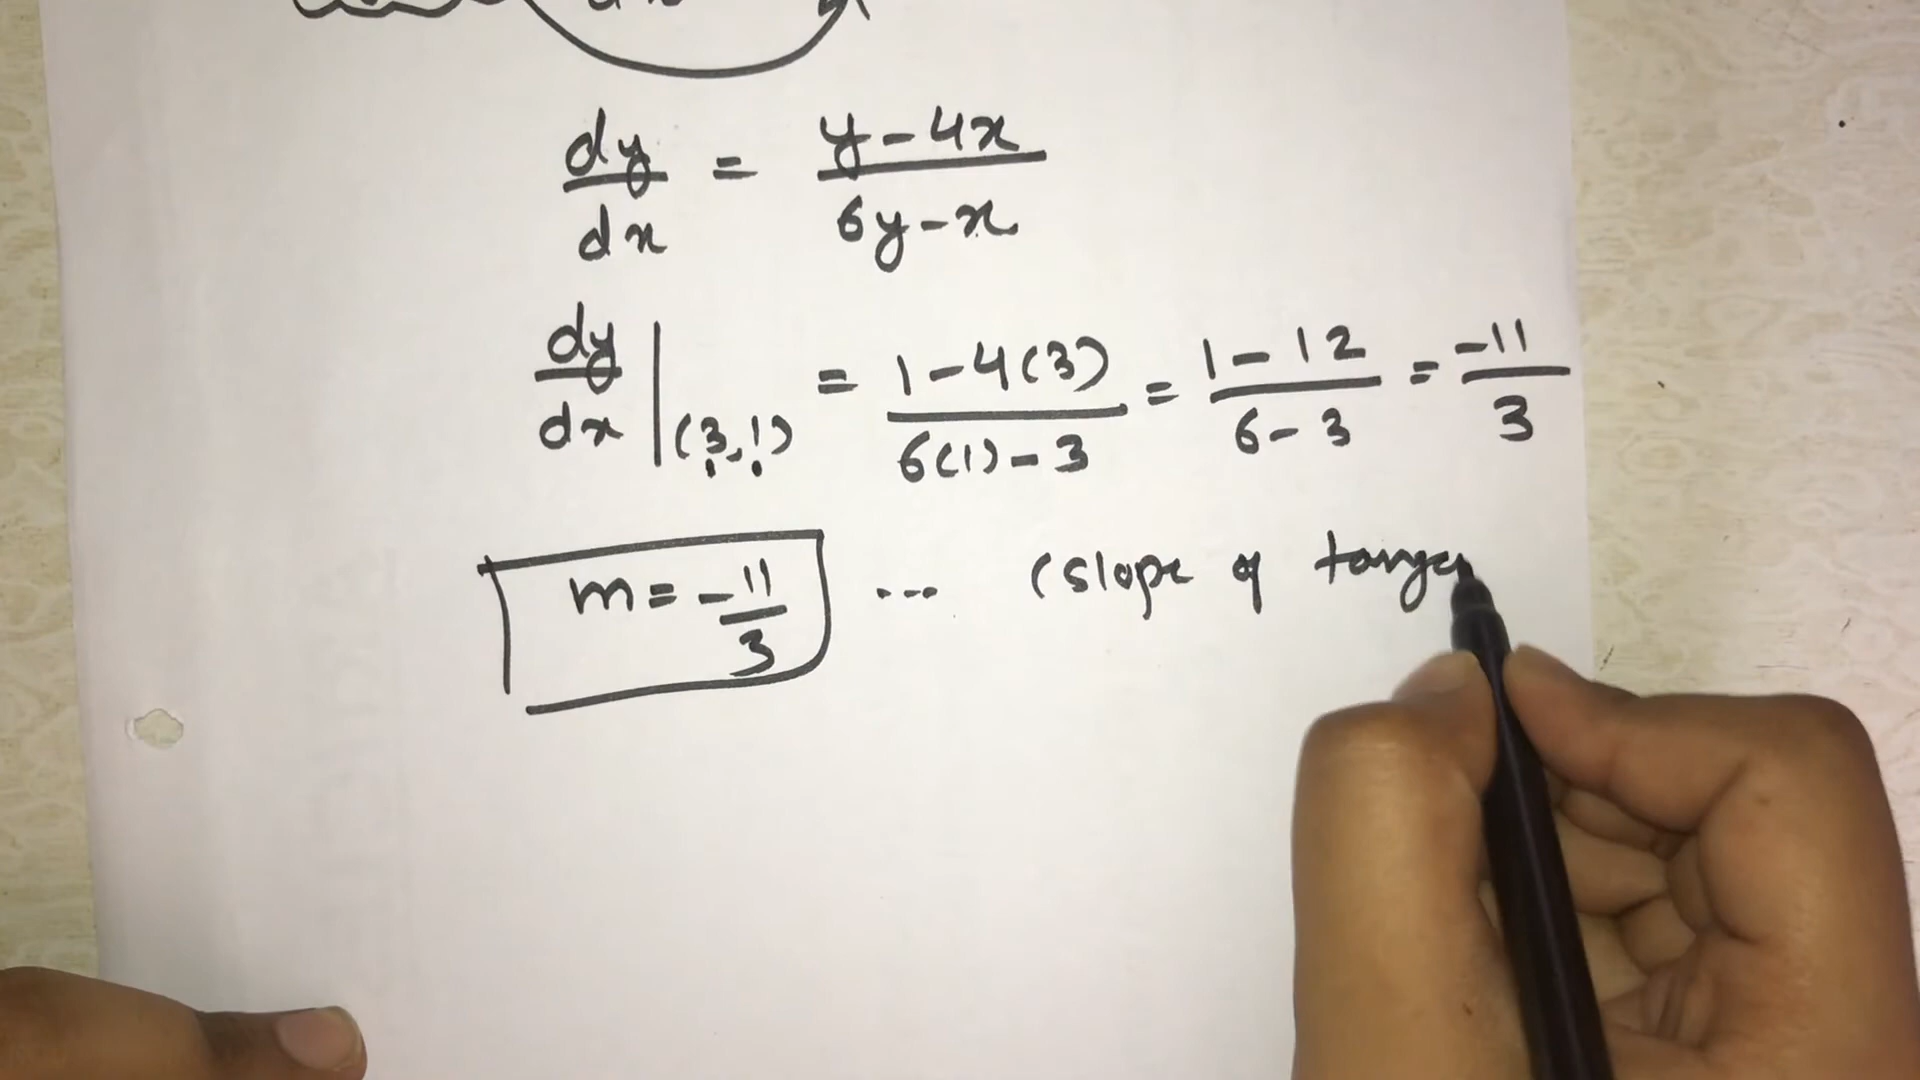 dy/dx = y-4x/6y-x
dy/dx |(3,1) = 1-4(3)/6(1)-3 = 1-12/6-3 = -11/3
m = -11/3 ... (slope of tange